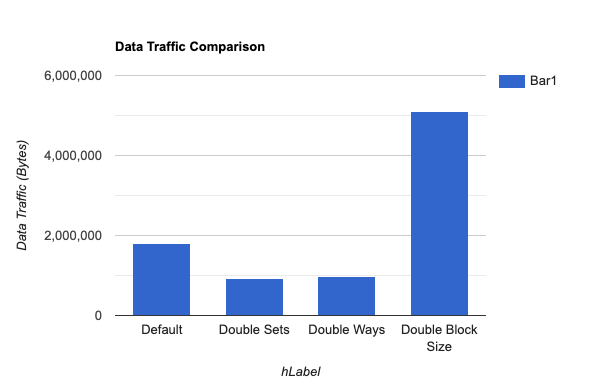 Data Traffic Comparison
6,000,000
Bar1
4,000,000
2,000,000
0
Data Traffic (Bytes)
Default
Double Sets
Double Ways
Double Block
Size
hLabel